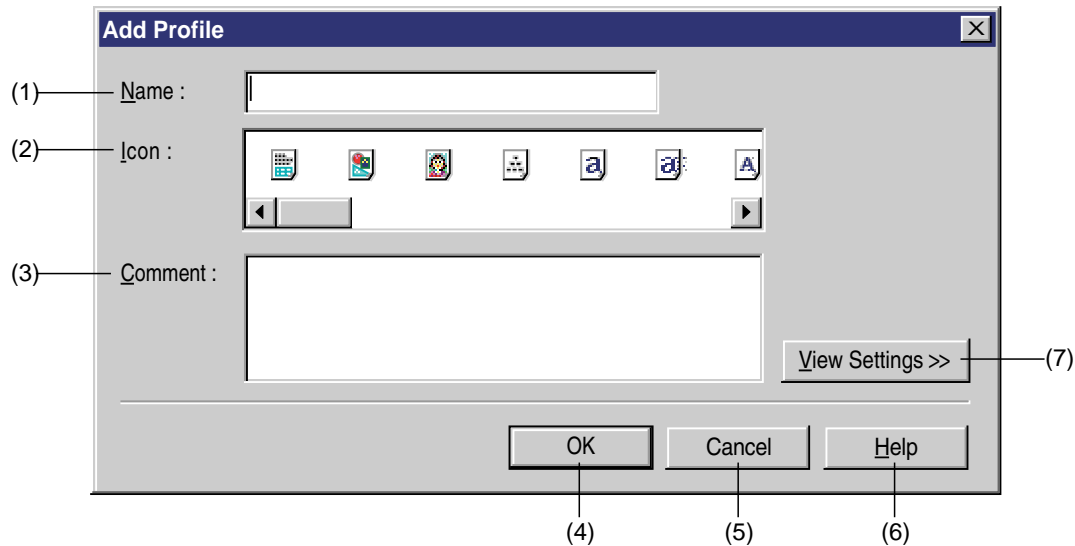 Add Profile
(1) Name :
(2) Icon :
a a A
(3) Comment :
View Settings >> (7)
OK Cancel Help
(4) (5) (6)